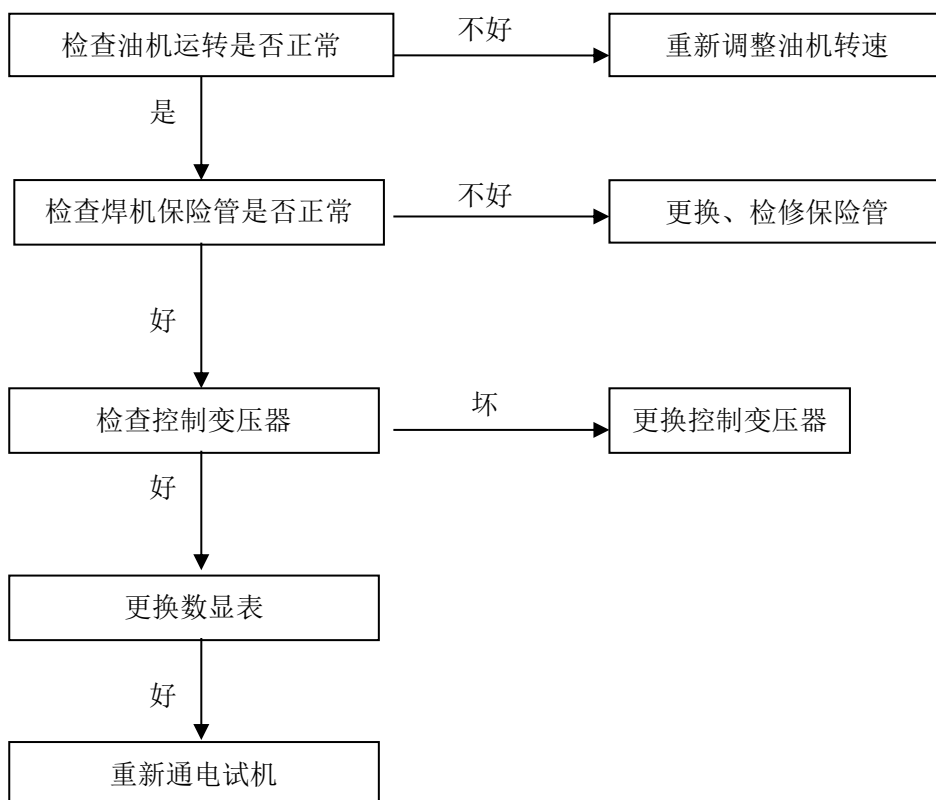 检查油机运转是否正常
不好
重新调整油机转速
是
检查焊机保险管是否正常
不好
更换、检修保险管
好
检查控制变压器
坏
更换控制变压器
好
更换数显表
好
重新通电试机